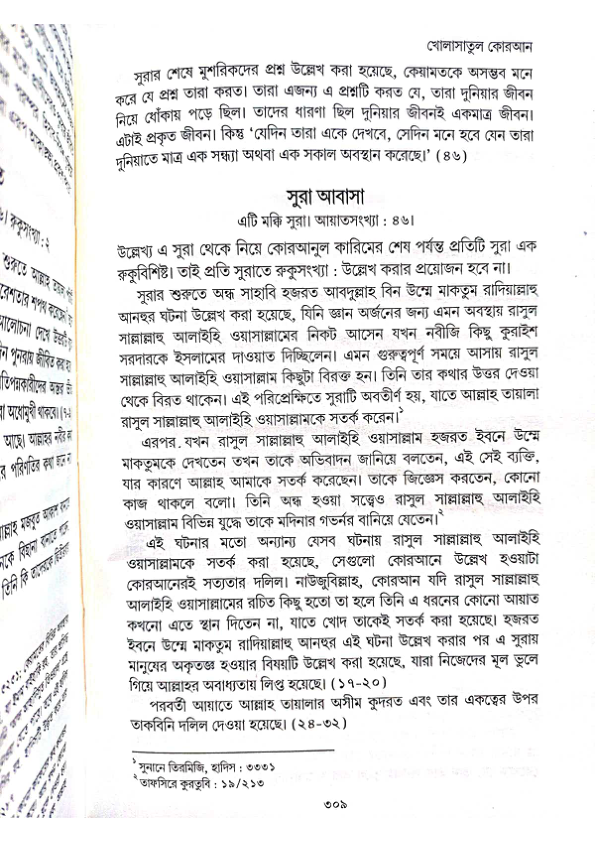 খোলাসাতুল কোরআন
সুরার শেষে মুশরিকদের প্রশ্ন উল্লেখ করা হয়েছে, কেয়ামতকে অসম্ভব মনে
করে যে প্রশ্ন তারা করত। তারা এজন্য এ প্রশ্নটি করত যে, তারা দুনিয়ার জীবন
নিয়ে ধোঁকায় পড়ে ছিল। তাদের ধারণা ছিল দুনিয়ার জীবনই একমাত্র জীবন।
এটাই প্রকৃত জীবন। কিন্তু 'যেদিন তারা একে দেখবে, সেদিন মনে হবে যেন তারা
দুনিয়াতে মাত্র এক সন্ধ্যা অথবা এক সকাল অবস্থান করেছে।' (৪৬)
সুরা আবাসা
এটি মক্কি সুরা। আয়াতসংখ্যা : ৪৬।
উল্লেখ্য এ সুরা থেকে নিয়ে কোরআনুল কারিমের শেষ পর্যন্ত প্রতিটি সুরা এক
রুকুবিশিষ্ট। তাই প্রতি সুরাতে রুকুসংখ্যা : উল্লেখ করার প্রয়োজন হবে না।
সুরার শুরুতে অন্ধ সাহাবি হজরত আবদুল্লাহ বিন উম্মে মাকতুম রাদিয়াল্লাহু
আনহুর ঘটনা উল্লেখ করা হয়েছে, যিনি জ্ঞান অর্জনের জন্য এমন অবস্থায় রাসুল
সাল্লাল্লাহু আলাইহি ওয়াসাল্লামের নিকট আসেন যখন নবীজি কিছু কুরাইশ
সরদারকে ইসলামের দাওয়াত দিচ্ছিলেন। এমন গুরুত্বপূর্ণ সময়ে আসায় রাসুল
সাল্লাল্লাহু আলাইহি ওয়াসাল্লাম কিছুটা বিরক্ত হন। তিনি তার কথার উত্তর দেওয়া
থেকে বিরত থাকেন। এই পরিপ্রেক্ষিতে সুরাটি অবতীর্ণ হয়, যাতে আল্লাহ তায়ালা
রাসুল সাল্লাল্লাহু আলাইহি ওয়াসাল্লামকে সতর্ক করেন।১
এরপর যখন রাসুল সাল্লাল্লাহু আলাইহি ওয়াসাল্লাম হজরত ইবনে উম্মে
মাকতুমকে দেখতেন তখন তাকে অভিবাদন জানিয়ে বলতেন, এই সেই ব্যক্তি,
যার কারণে আল্লাহ আমাকে সতর্ক করেছেন। তাকে জিজ্ঞেস করতেন, কোনো
কাজ থাকলে বলো। তিনি অন্ধ হওয়া সত্ত্বেও রাসুল সাল্লাল্লাহু আলাইহি
ওয়াসাল্লাম বিভিন্ন যুদ্ধে তাকে মদিনার গভর্নর বানিয়ে যেতেন।২
এই ঘটনার মতো অন্যান্য যেসব ঘটনায় রাসুল সাল্লাল্লাহু আলাইহি
ওয়াসাল্লামকে সতর্ক করা হয়েছে, সেগুলো কোরআনে উল্লেখ হওয়াটা
কোরআনেরই সত্যতার দলিল। নাউজুবিল্লাহ, কোরআন যদি রাসুল সাল্লাল্লাহু
আলাইহি ওয়াসাল্লামের রচিত কিছু হতো তা হলে তিনি এ ধরনের কোনো আয়াত
কখনো এতে স্থান দিতেন না, যাতে খোদ তাকেই সতর্ক করা হয়েছে। হজরত
ইবনে উম্মে মাকতুম রাদিয়াল্লাহু আনহুর এই ঘটনা উল্লেখ করার পর এ সুরায়
মানুষের অকৃতজ্ঞ হওয়ার বিষয়টি উল্লেখ করা হয়েছে, যারা নিজেদের মূল ভুলে
গিয়ে আল্লাহর অবাধ্যতায় লিপ্ত হয়েছে। (১৭-২০)
পরবর্তী আয়াতে আল্লাহ তায়ালার অসীম কুদরত এবং তার একত্বের উপর
তাকবিনি দলিল দেওয়া হয়েছে। (২৪-৩২)
১ সুনানে তিরমিজি, হাদিস : ৩৩৩১
২ তাফসিরে কুরতুবি : ১৯/২১৩
৩০৯